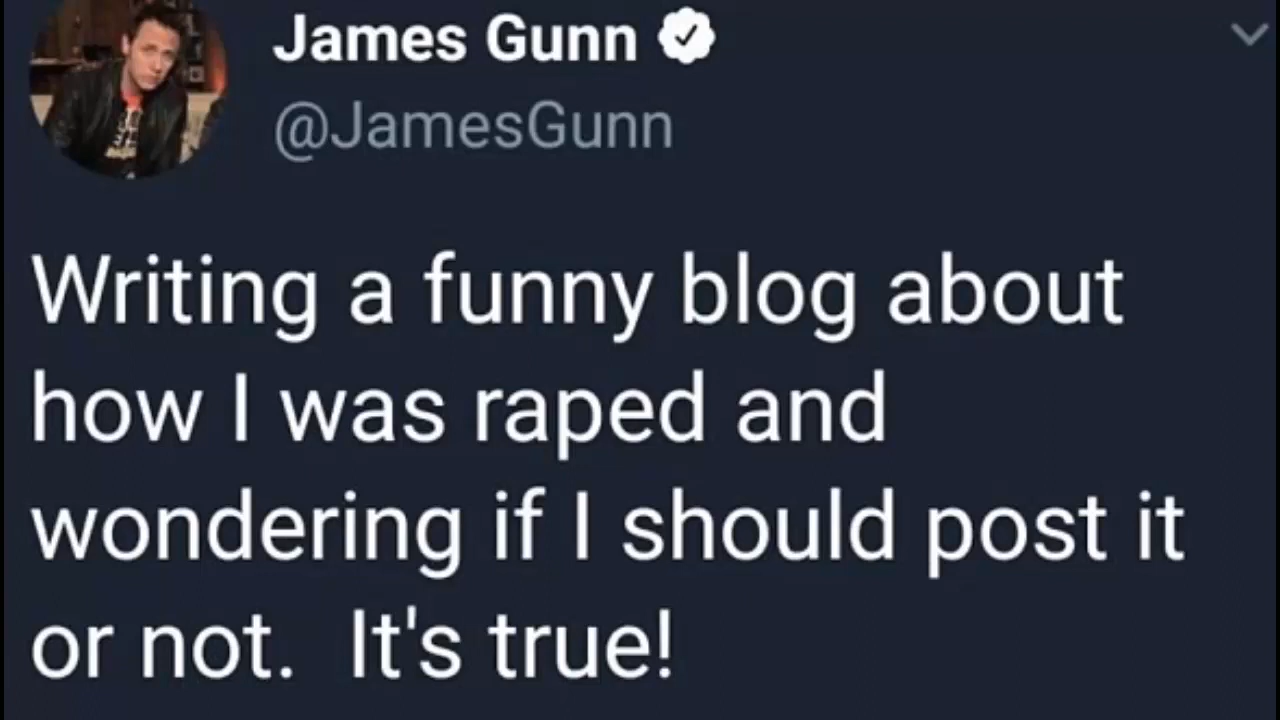 James Gunn
@JamesGunn
Writing a funny blog about
how I was raped and
wondering if I should post it
or not.  It's true!